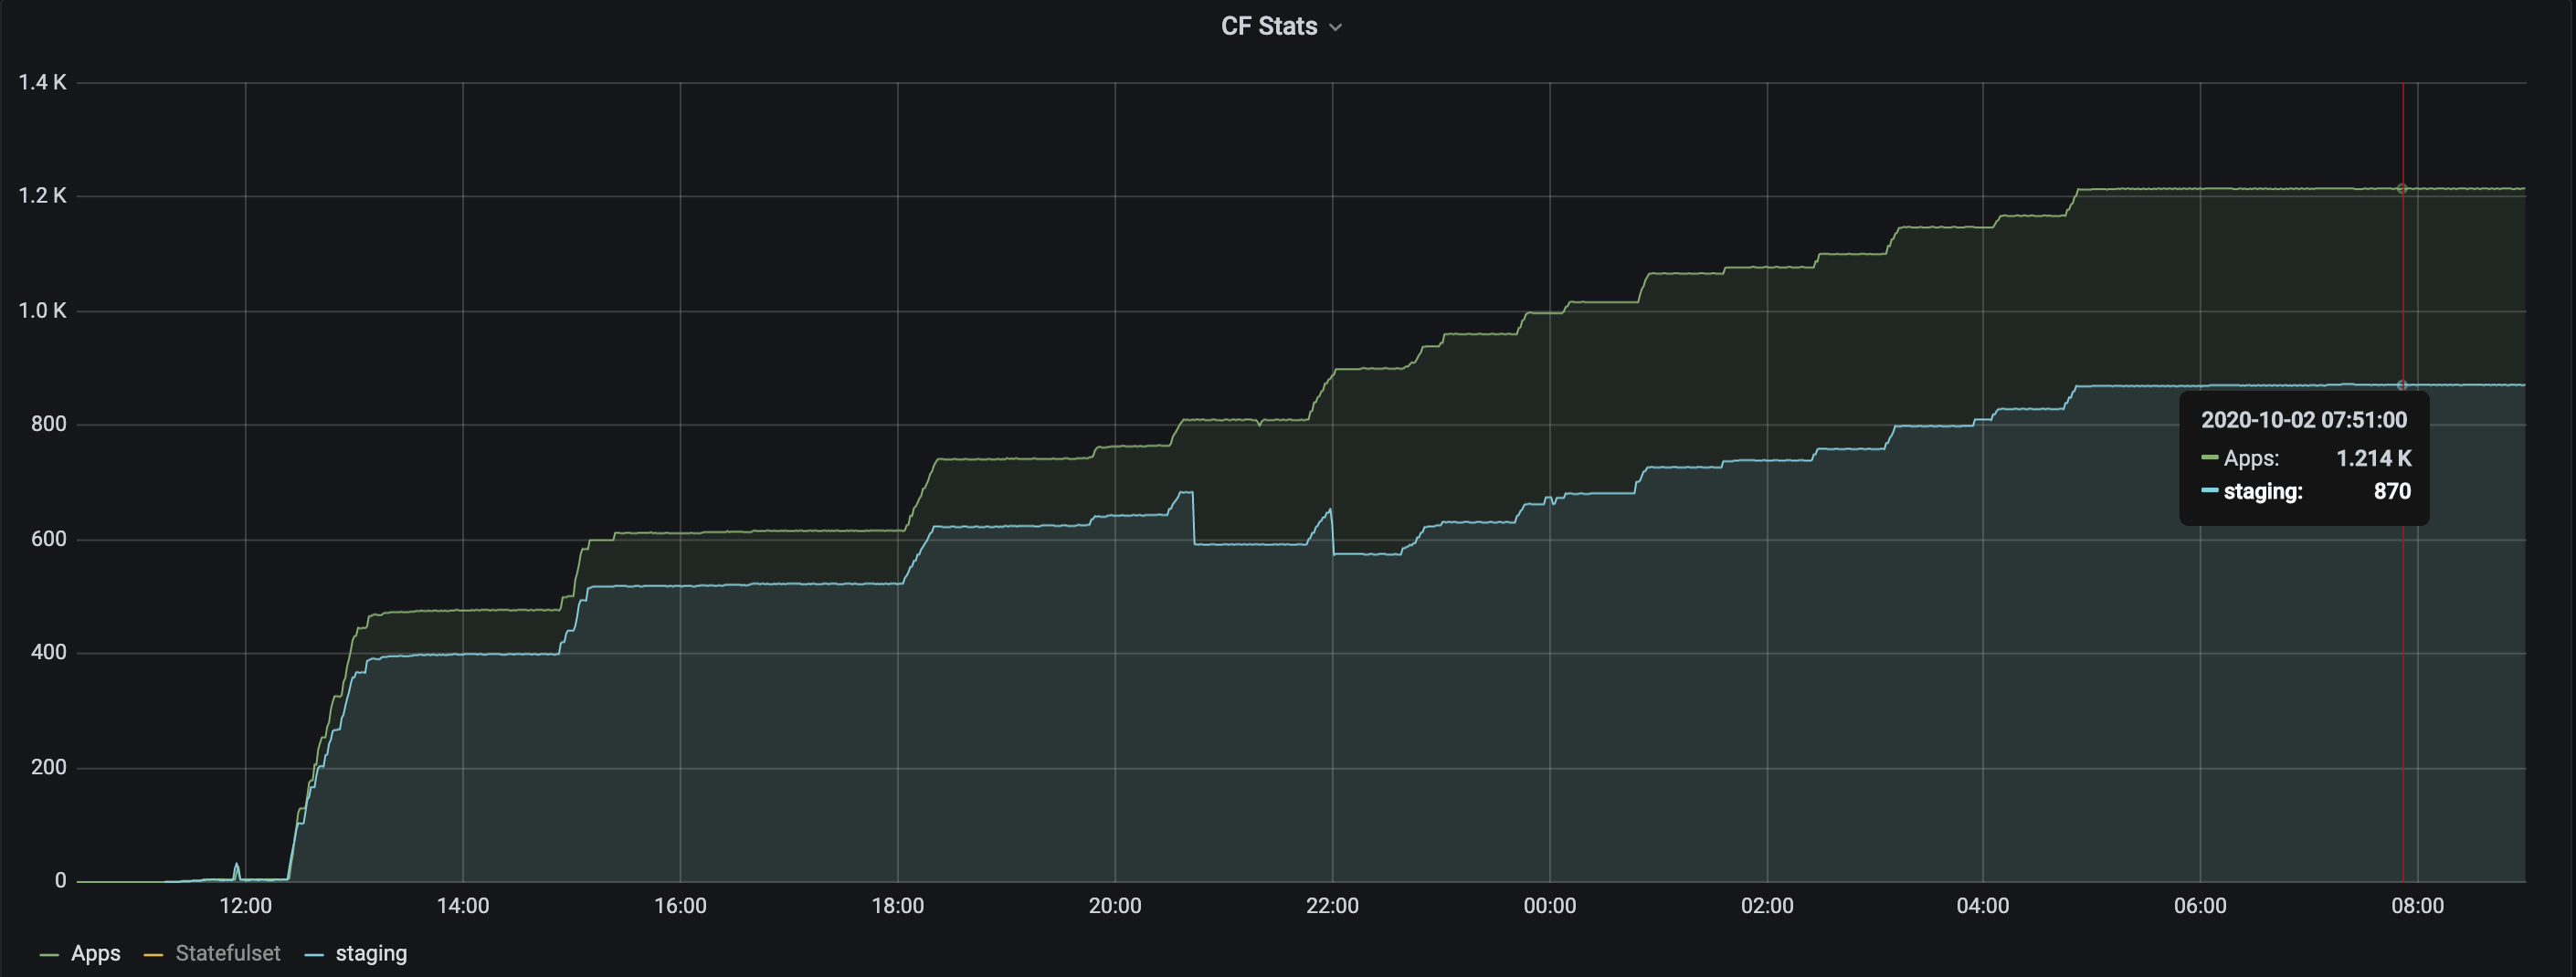 CF Stats
1.4 K
1.2 K
1.0 K
800
600
400
200
0
2020-10-02 07:51:00
Apps: 1.214 K
staging: 870
12:00 14:00 16:00 18:00 20:00 22:00 00:00 02:00 04:00 06:00 08:00
Apps Statefulset staging